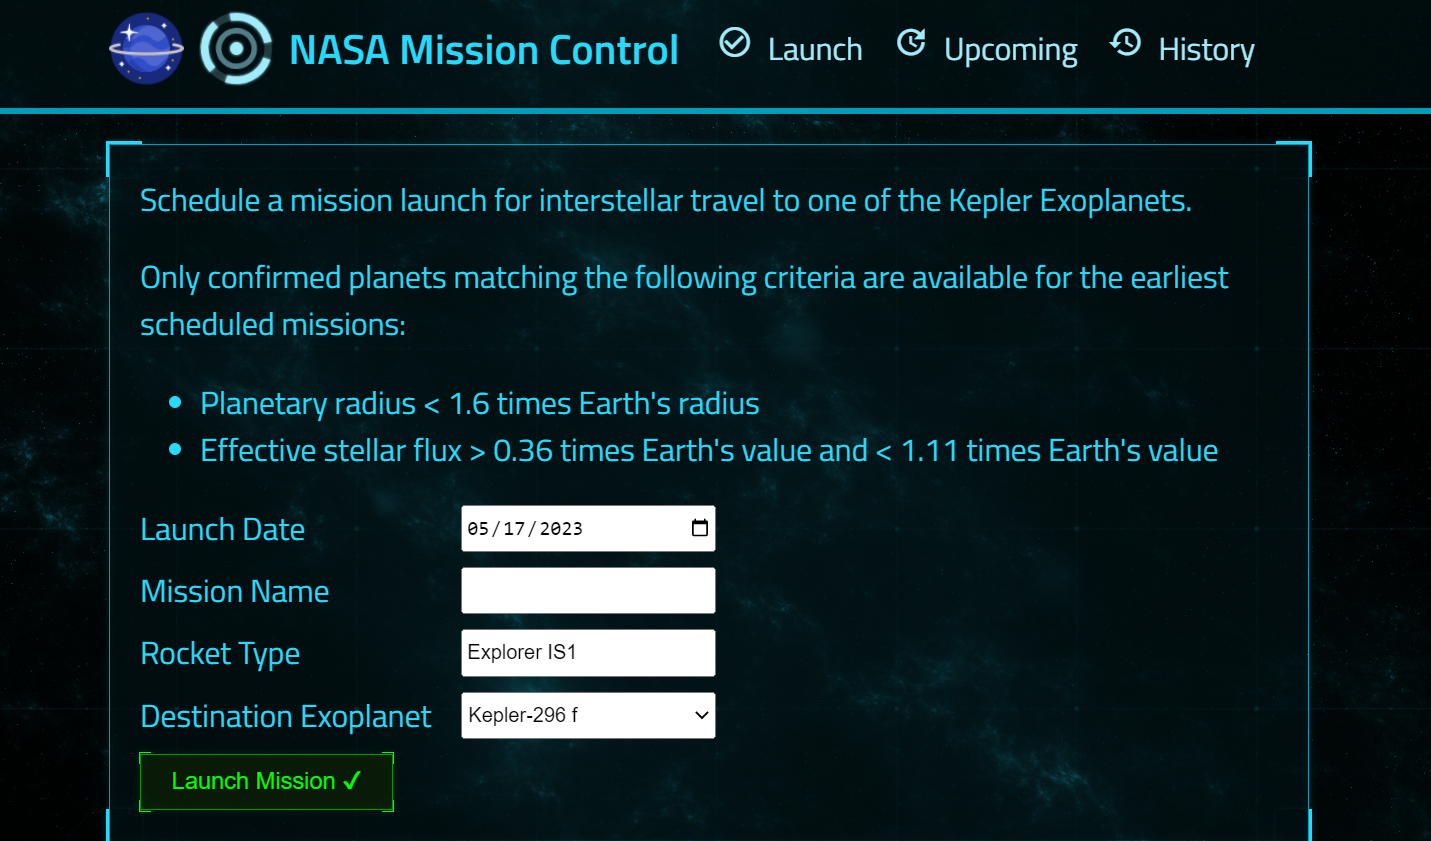 NASA Mission Control Launch Upcoming History
Schedule a mission launch for interstellar travel to one of the Kepler Exoplanets.
Only confirmed planets matching the following criteria are available for the earliest
scheduled missions:
• Planetary radius < 1.6 times Earth's radius
• Effective stellar flux > 0.36 times Earth's value and < 1.11 times Earth's value
Launch Date 05/17/2023
Mission Name
Rocket Type Explorer IS1
Destination Exoplanet Kepler-296 f
Launch Mission ✓